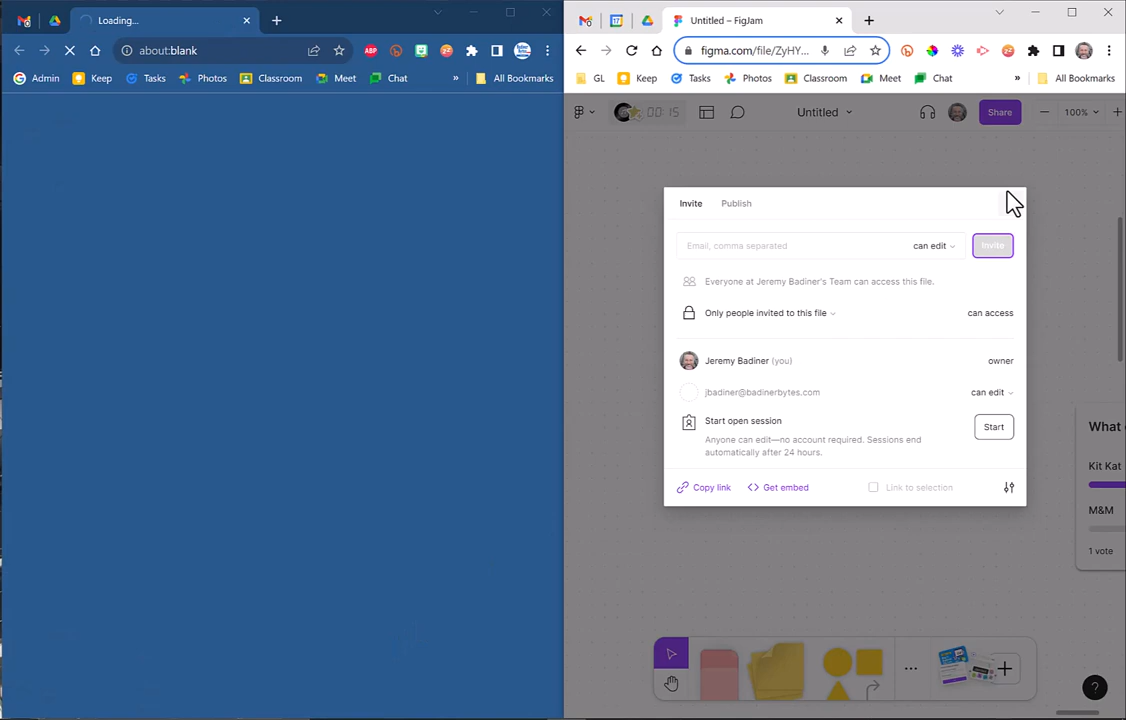 Loading...
about:blank
Admin Keep Tasks Photos Classroom Meet Chat » All Bookmarks
Untitled – FigJam
figma.com/file/ZyHY...
GL Keep Tasks Photos Classroom Meet Chat » All Bookmarks
00:15 Untitled Share 100%
Invite Publish
Email, comma separated can edit Invite
Everyone at Jeremy Badiner's Team can access this file.
Only people invited to this file can access
Jeremy Badiner (you) owner
jbadiner@badinerbytes.com can edit
Start open session Start
Anyone can edit—no account required. Sessions end
automatically after 24 hours.
Copy link Get embed Link to selection
What
Kit Kat
M&M
1 vote
?